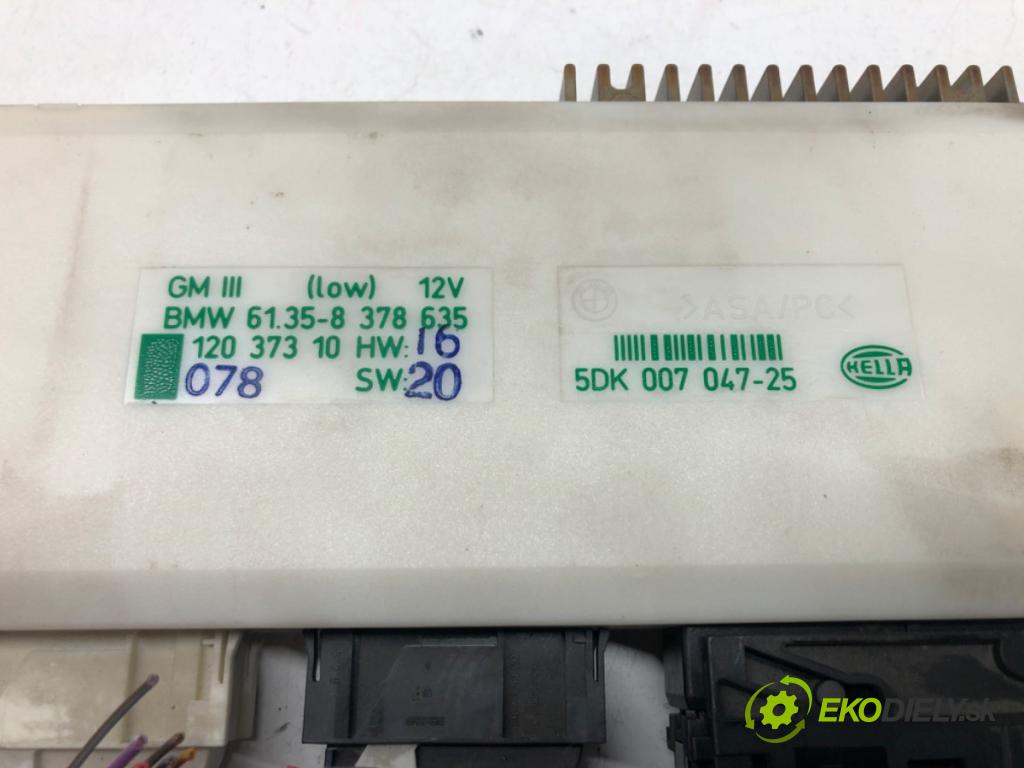 GM III (low) 12V
BMW 61.35-8 378 635
120 373 10 HW: 16
078 SW: 20
>ASA/PC<
5DK 007 047-25
HELLA
EKODIELY.sk